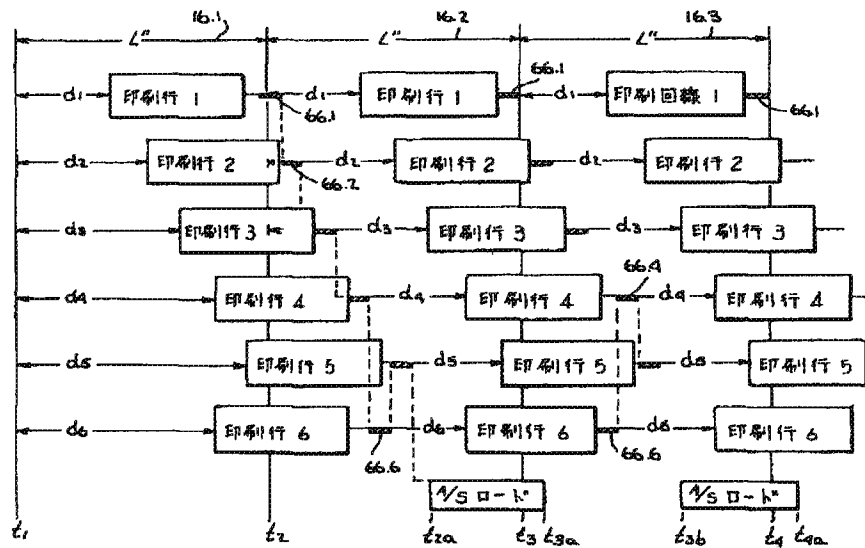 16.1 16.2 16.3
L" L" L"
d1 印刷行 1 66.1 d1 印刷行 1 66.1 d1 印刷回線 1 66.1
d2 印刷行 2 66.2 d2 印刷行 2 d2 印刷行 2
d3 印刷行 3 d3 印刷行 3 d3 印刷行 3
66.4
d4 印刷行 4 d4 印刷行 4 d4 印刷行 4
d5 印刷行 5 d5 印刷行 5 d5 印刷行 5
d6 印刷行 6 66.6 d6 印刷行 6 66.6 d6 印刷行 6
A/S ロード A/S ロード
t1 t2 t2a t3 t3a t3b t4 t4a